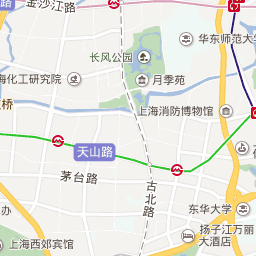 金沙江路
华东师范大学
长风公园
海化工研究院
月季苑
上海消防博物馆
桥
天山路
茅台路
古北路
东华大学
办
上海西郊宾馆
扬子江万丽
大酒店